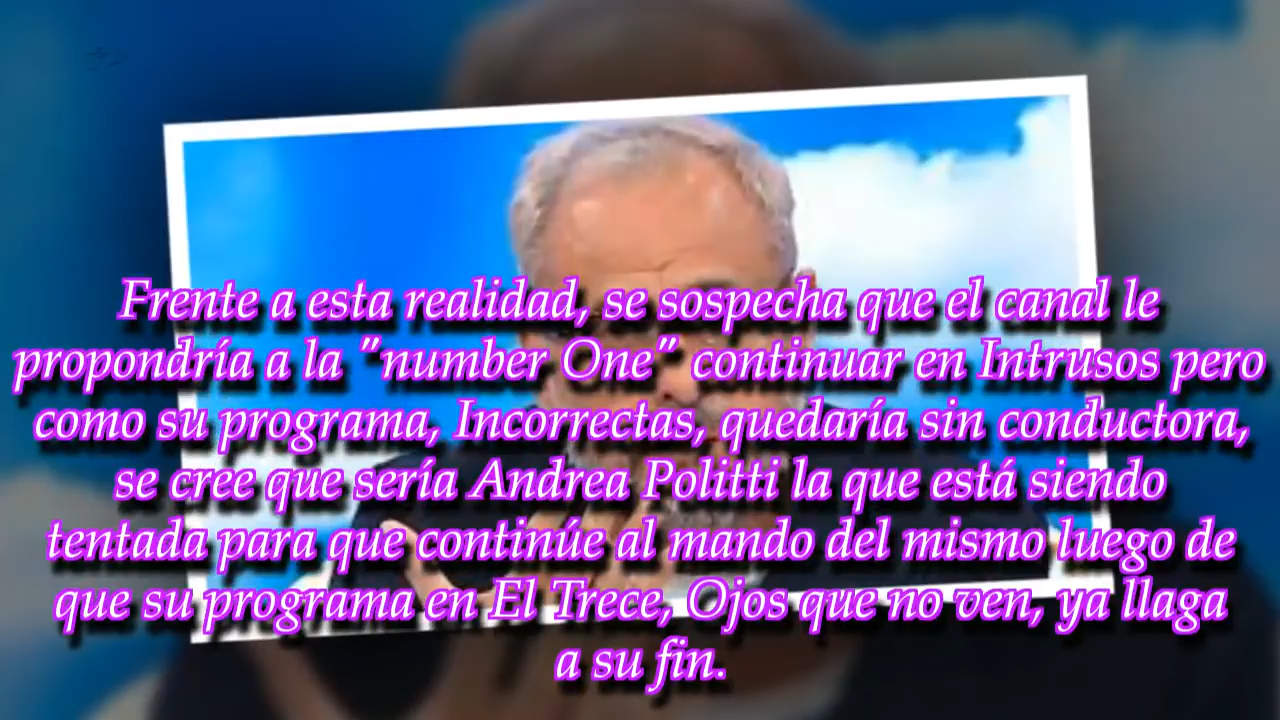 Frente a esta realidad, se sospecha que el canal le
propondría a la "number One" continuar en Intrusos pero
como su programa, Incorrectas, quedaría sin conductora,
se cree que sería Andrea Politti la que está siendo
tentada para que continúe al mando del mismo luego de
que su programa en El Trece, Ojos que no ven, ya llaga
a su fin.